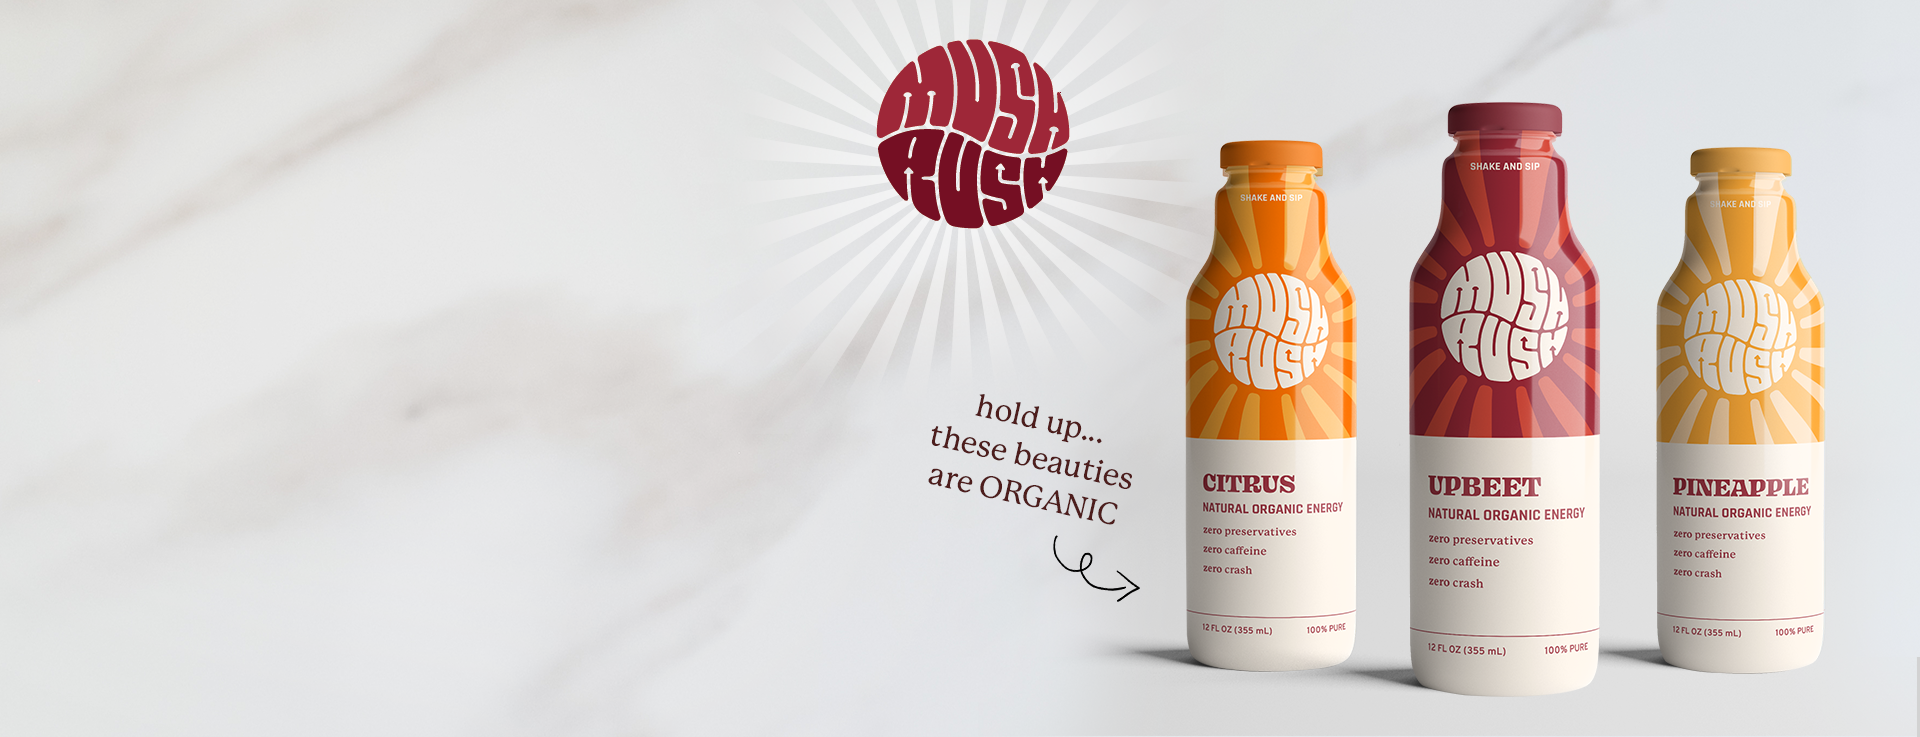 MUSH
RUSH
hold up...
these beauties
are ORGANIC
SHAKE AND SIP
MUSH
RUSH
CITRUS
NATURAL ORGANIC ENERGY
zero preservatives
zero caffeine
zero crash
12 FL OZ (355 mL) 100% PURE
SHAKE AND SIP
MUSH
RUSH
UPBEET
NATURAL ORGANIC ENERGY
zero preservatives
zero caffeine
zero crash
12 FL OZ (355 mL) 100% PURE
SHAKE AND SIP
MUSH
RUSH
PINEAPPLE
NATURAL ORGANIC ENERGY
zero preservatives
zero caffeine
zero crash
12 FL OZ (355 mL) 100% PURE